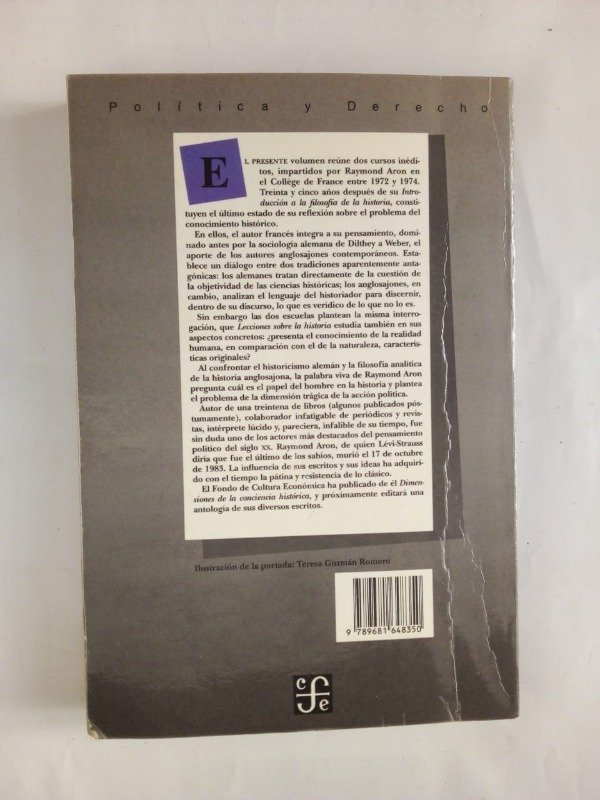 Política y Derecho
EL PRESENTE volumen reúne dos cursos inédi-
tos, impartidos por Raymond Aron en
el Collège de France entre 1972 y 1974.
Treinta y cinco años después de su Intro-
ducción a la filosofía de la historia, consti-
tuyen el último estado de su reflexión sobre el problema del
conocimiento histórico.
En ellos, el autor francés integra a su pensamiento, domi-
nado antes por la sociología alemana de Dilthey a Weber, el
aporte de los autores anglosajones contemporáneos. Esta-
blece un diálogo entre dos tradiciones aparentemente anta-
gónicas: los alemanes tratan directamente de la cuestión de
la objetividad de las ciencias históricas; los anglosajones, en
cambio, analizan el lenguaje del historiador para discernir,
dentro de su discurso, lo que es verídico de lo que no lo es.
Sin embargo las dos escuelas plantean la misma interro-
gación, que Lecciones sobre la historia estudia también en sus
aspectos concretos: ¿presenta el conocimiento de la realidad
humana, en comparación con el de la naturaleza, caracterís-
ticas originales?
Al confrontar el historicismo alemán y la filosofía analítica
de la historia anglosajona, la palabra viva de Raymond Aron
pregunta cuál es el papel del hombre en la historia y plantea
el problema de la dimensión trágica de la acción política.
Autor de una treintena de libros (algunos publicados pós-
tumamente), colaborador infatigable de periódicos y revis-
tas, intérprete lúcido y, pareciera, infalible de su tiempo, fue
sin duda uno de los actores más destacados del pensamiento
político del siglo XX. Raymond Aron, de quien Lévi-Strauss
diría que fue el último de los sabios, murió el 17 de octubre
de 1983. La influencia de sus escritos y sus ideas ha adquiri-
do con el tiempo la pátina y resistencia de lo clásico.
El Fondo de Cultura Económica ha publicado de él Dimen-
siones de la conciencia histórica, y próximamente editará una
antología de sus diversos escritos.
Ilustración de la portada: Teresa Guzmán Romero
9 789681 648350
cfe